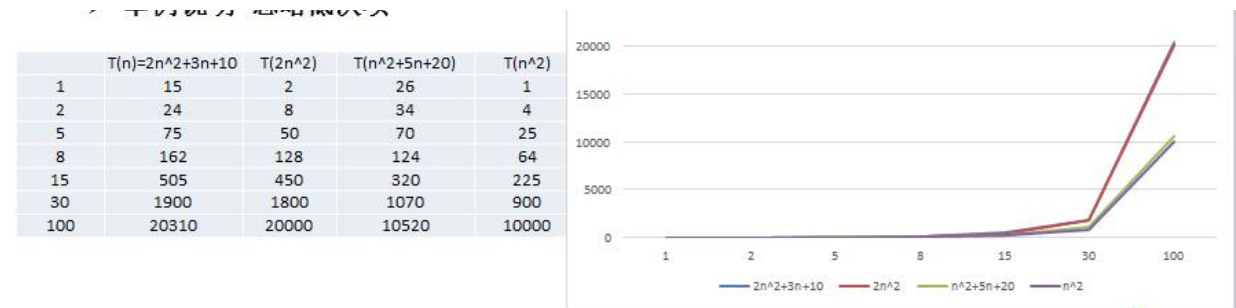 T(n)=2n^2+3n+10 T(2n^2) T(n^2+5n+20) T(n^2)
1 15 2 26 1
2 24 8 34 4
5 75 50 70 25
8 162 128 124 64
15 505 450 320 225
30 1900 1800 1070 900
100 20310 20000 10520 10000
20000
15000
10000
5000
0
1 2 5 8 15 30 100
2n^2+3n+10 2n^2 n^2+5n+20 n^2